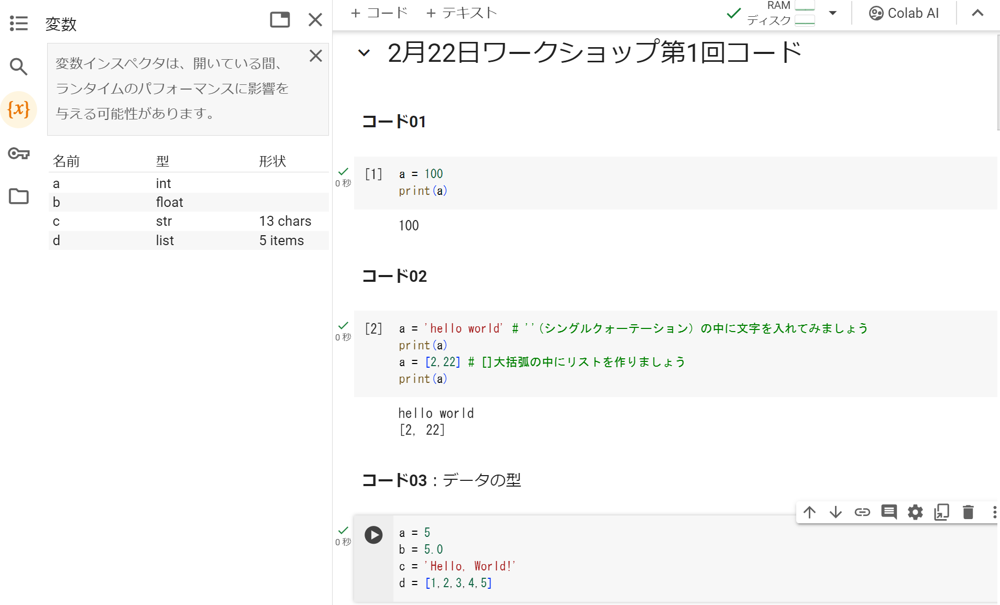 変数
変数インスペクタは、開いている間、
ランタイムのパフォーマンスに影響を
与える可能性があります。
名前 型 形状
a int
b float
c str 13 chars
d list 5 items
{x}
+ コード + テキスト
RAM
ディスク
Colab AI
2月22日ワークショップ第1回コード
コード01
0 秒
[1] a = 100
print(a)
100
コード02
0 秒
[2] a = 'hello world' # ''(シングルクォーテーション) の中に文字を入れてみましょう
print(a)
a = [2,22] # []大括弧の中にリストを作りましょう
print(a)
hello world
[2, 22]
コード03：データの型
0 秒
a = 5
b = 5.0
c = 'Hello, World!'
d = [1,2,3,4,5]